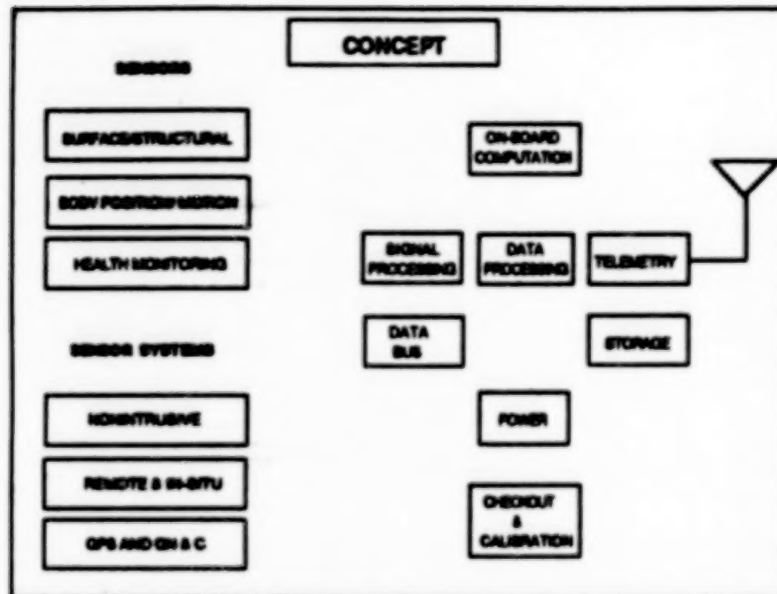 CONCEPT
SENSORS
SURFACE/STRUCTURAL
BODY POSITION/MOTION
HEALTH MONITORING
SENSOR SYSTEMS
NONINTRUSIVE
REMOTE & IN-SITU
GPS AND GN & C
ON-BOARD
COMPUTATION
SIGNAL
PROCESSING
DATA
PROCESSING
TELEMETRY
DATA
BUS
STORAGE
POWER
CHECKOUT
&
CALIBRATION